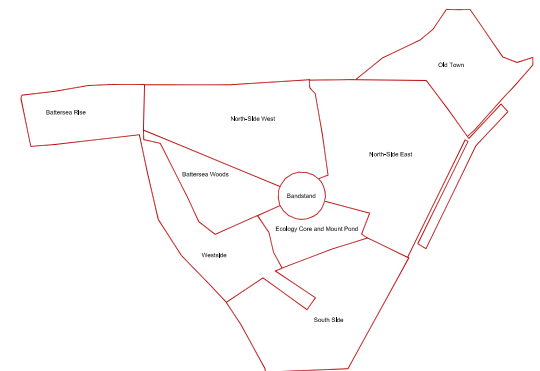 Old Town
Battersea Rise
North-Side West
North-Side East
Battersea Woods
Bandstand
Ecology Core and Mount Pond
Westside
South Side